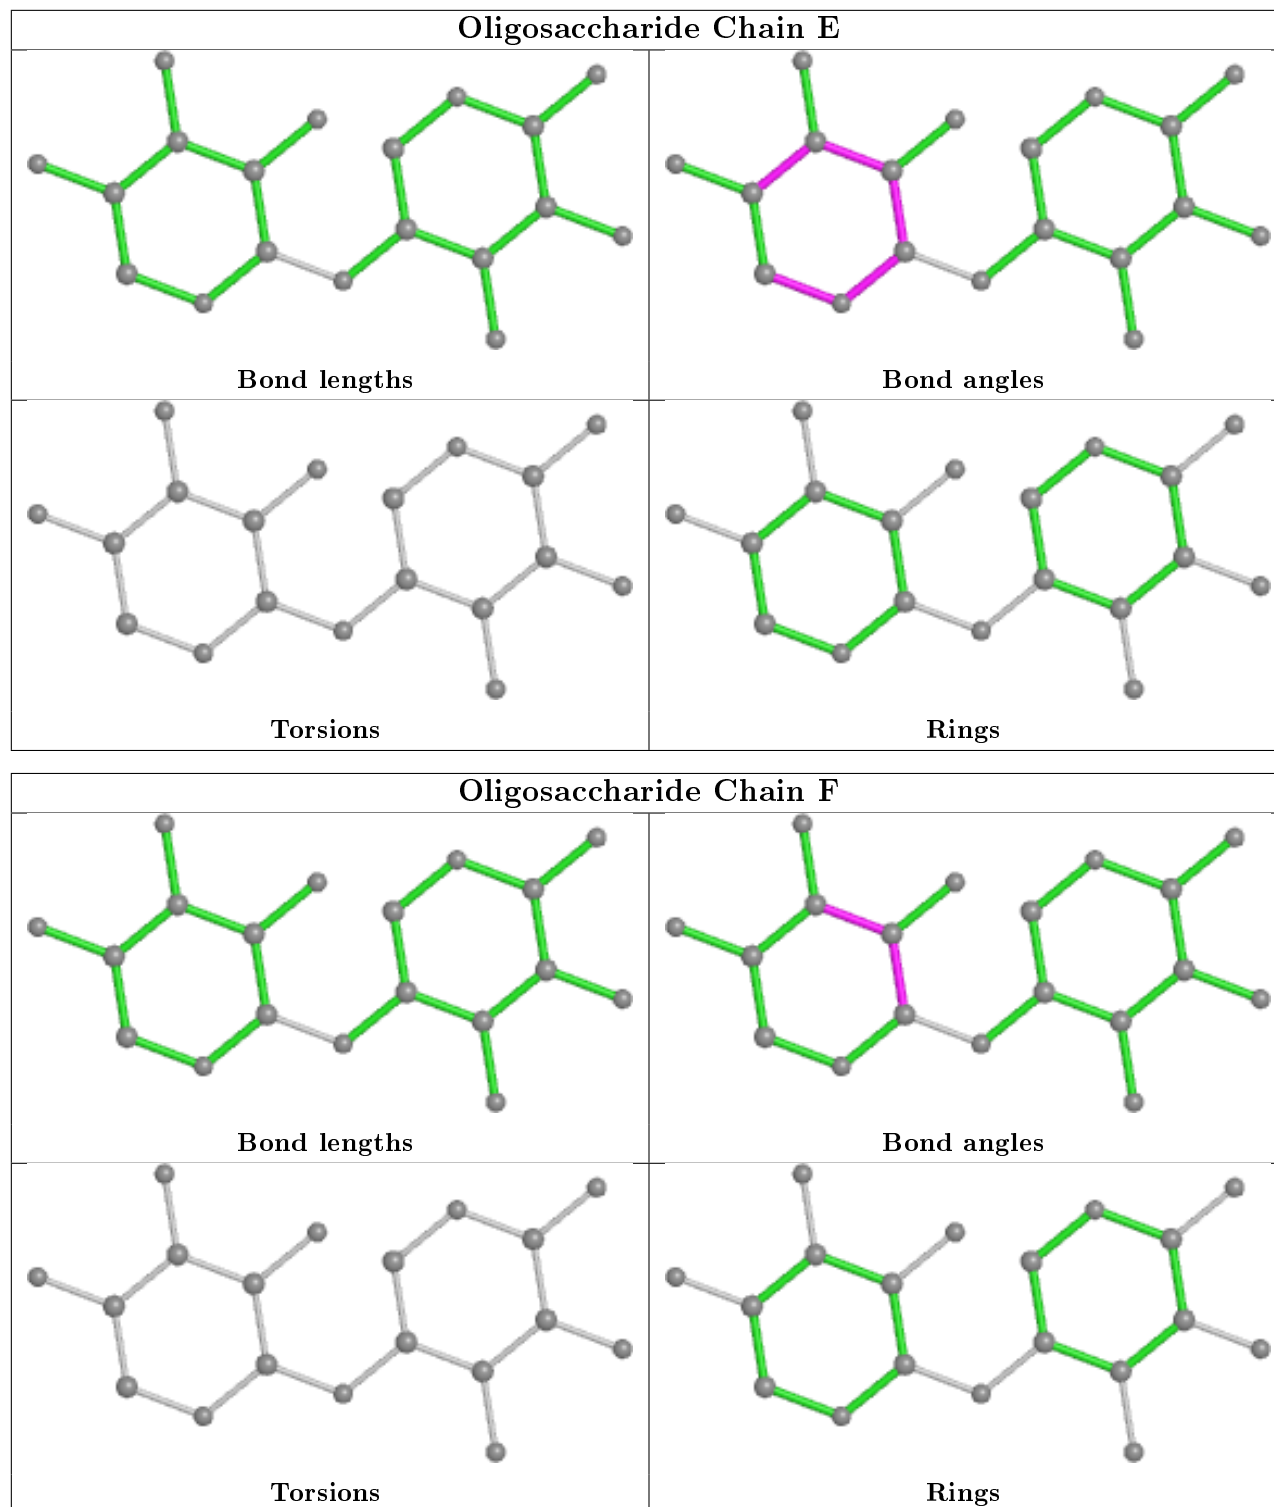 Oligosaccharide Chain E
Bond lengths
Bond angles
Torsions
Rings
Oligosaccharide Chain F
Bond lengths
Bond angles
Torsions
Rings